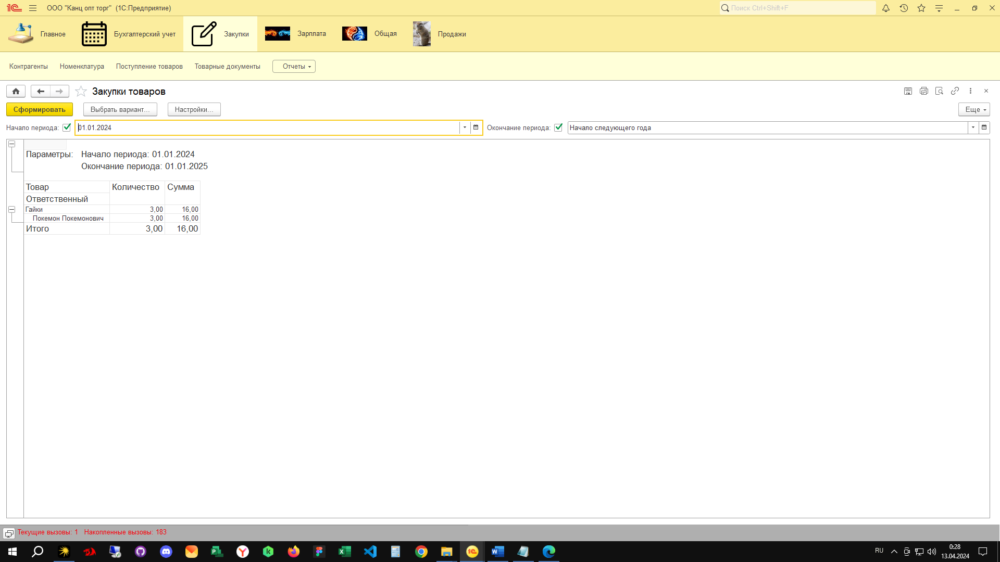 ООО "Канц опт торг" (1С:Предприятие)
Поиск Ctrl+Shift+F
Главное
Бухгалтерский учет
Закупки
Зарплата
Общая
Продажи
Контрагенты
Номенклатура
Поступление товаров
Товарные документы
Отчеты
Закупки товаров
Сформировать
Выбрать вариант...
Настройки...
Еще
Начало периода: 01.01.2024
Окончание периода: Начало следующего года
Параметры: Начало периода: 01.01.2024
Окончание периода: 01.01.2025
Товар Количество Сумма
Ответственный
Гайки 3,00 16,00
Покемон Покемонович 3,00 16,00
Итого 3,00 16,00
Текущие вызовы: 1 Накопленные вызовы: 183
RU
0:28
13.04.2024